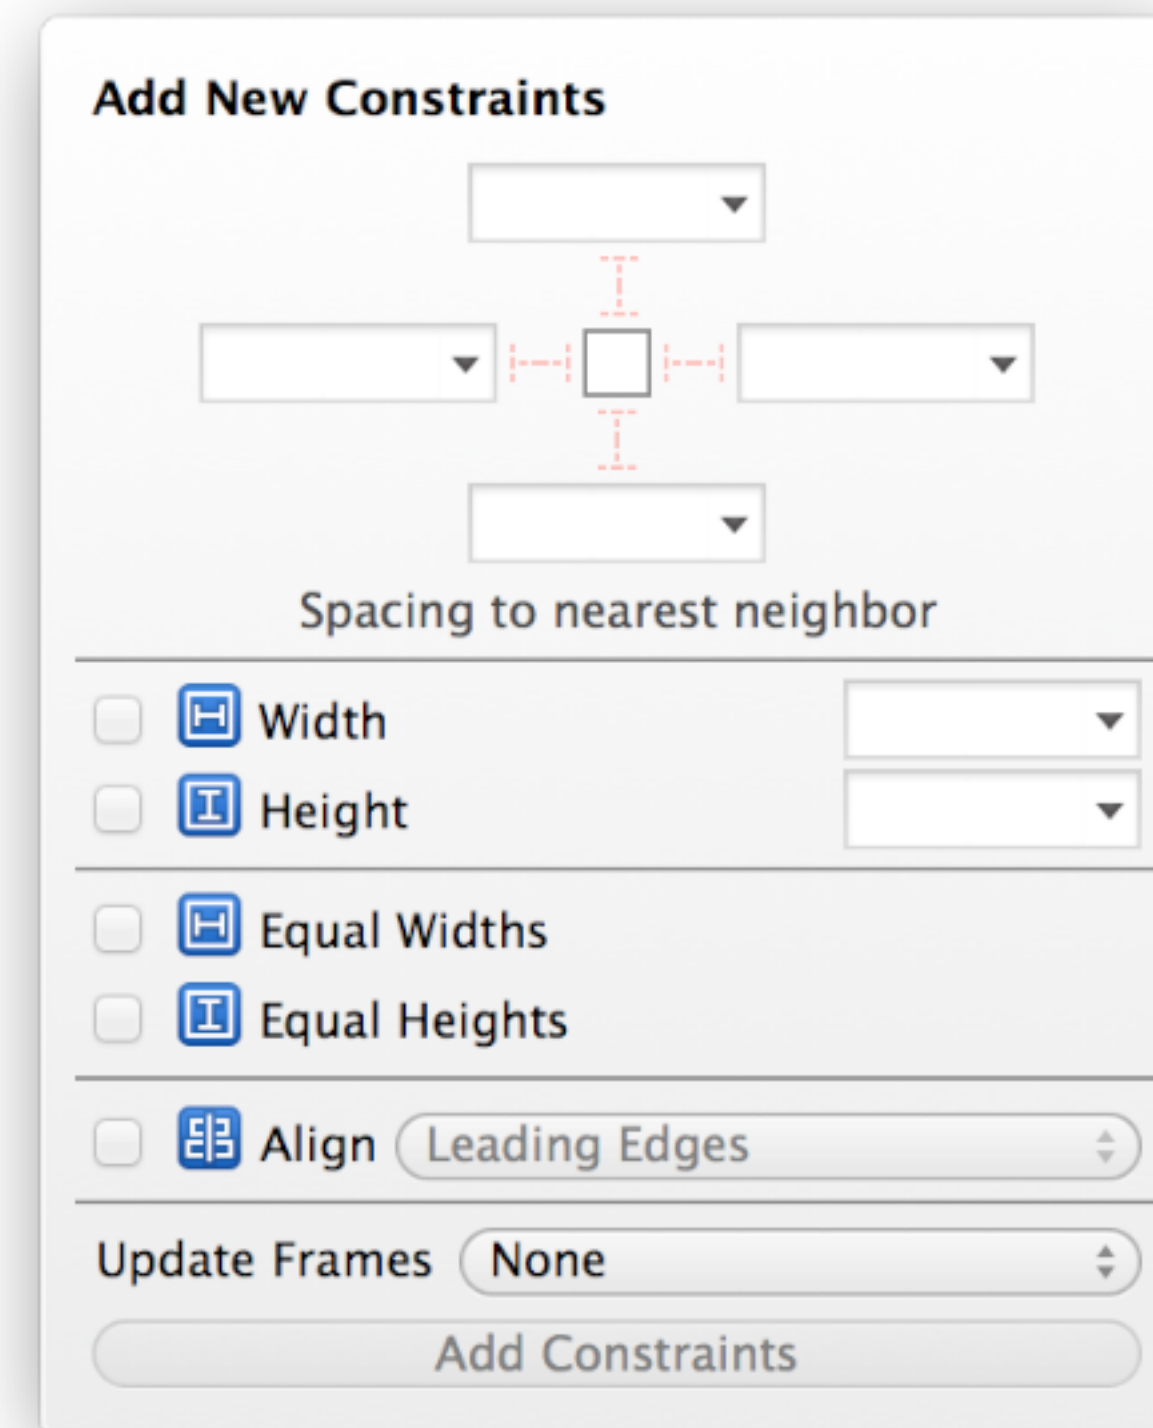 Add New Constraints
Spacing to nearest neighbor
Width
Height
Equal Widths
Equal Heights
Align Leading Edges
Update Frames None
Add Constraints